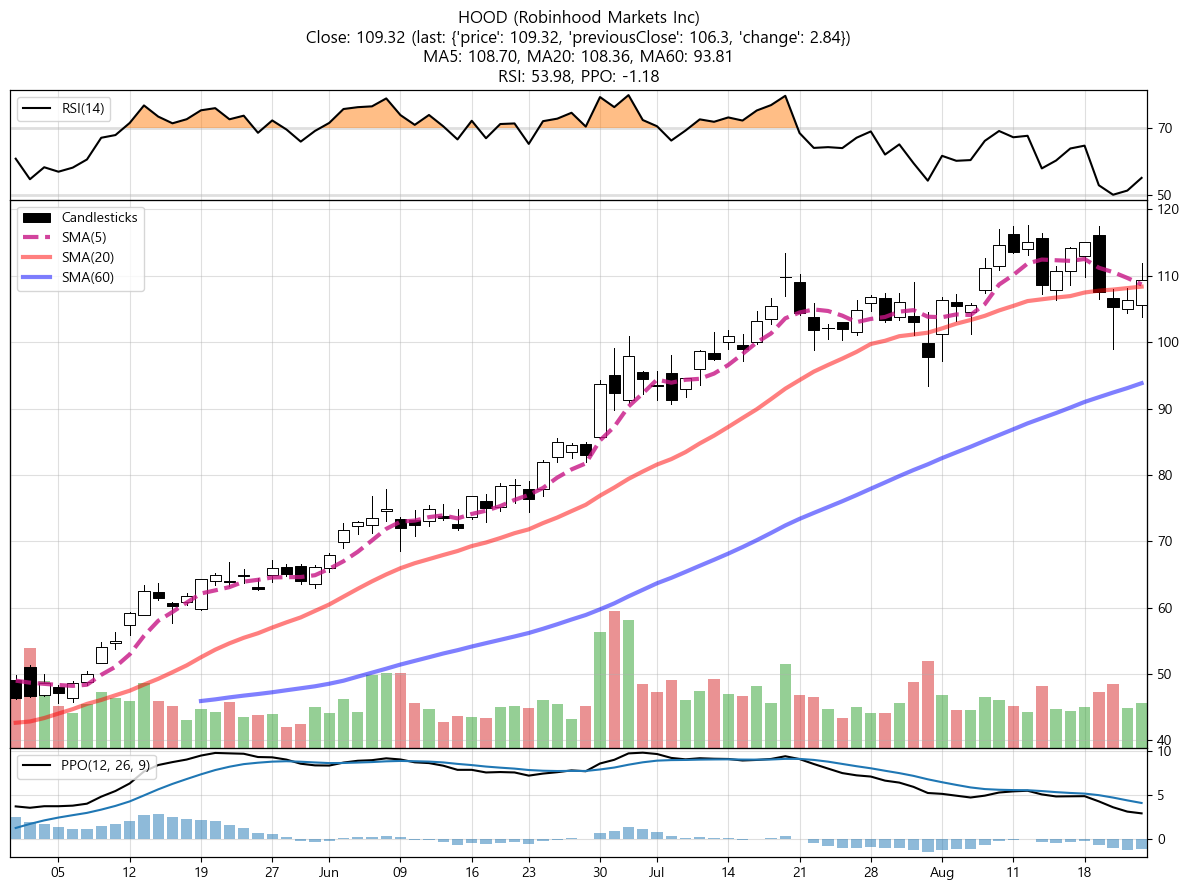 HOOD (Robinhood Markets Inc)
Close: 109.32 (last: {'price': 109.32, 'previousClose': 106.3, 'change': 2.84})
MA5: 108.70, MA20: 108.36, MA60: 93.81
RSI: 53.98, PPO: -1.18
RSI(14)
70
50
Candlesticks
SMA(5)
SMA(20)
SMA(60)
120
110
100
90
80
70
60
50
40
PPO(12, 26, 9)
10
5
0
05 12 19 27 Jun 09 16 23 30 Jul 14 21 28 Aug 11 18